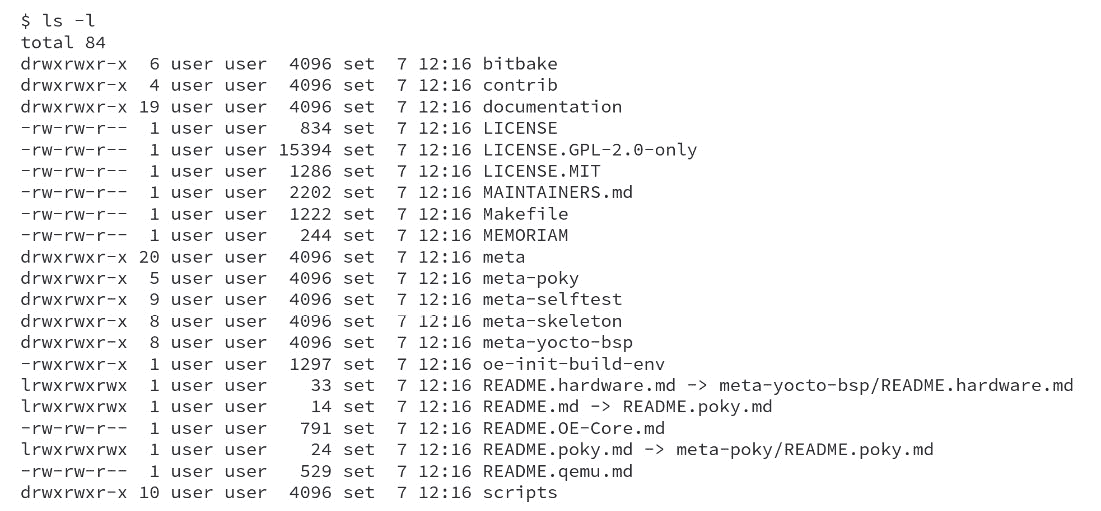 $ ls -l
total 84
drwxrwxr-x  6 user user  4096 set  7 12:16 bitbake
drwxrwxr-x  4 user user  4096 set  7 12:16 contrib
drwxrwxr-x 19 user user  4096 set  7 12:16 documentation
-rw-rw-r--  1 user user   834 set  7 12:16 LICENSE
-rw-rw-r--  1 user user 15394 set  7 12:16 LICENSE.GPL-2.0-only
-rw-rw-r--  1 user user  1286 set  7 12:16 LICENSE.MIT
-rw-rw-r--  1 user user  2202 set  7 12:16 MAINTAINERS.md
-rw-rw-r--  1 user user  1222 set  7 12:16 Makefile
-rw-rw-r--  1 user user   244 set  7 12:16 MEMORIAM
drwxrwxr-x 20 user user  4096 set  7 12:16 meta
drwxrwxr-x  5 user user  4096 set  7 12:16 meta-poky
drwxrwxr-x  9 user user  4096 set  7 12:16 meta-selftest
drwxrwxr-x  8 user user  4096 set  7 12:16 meta-skeleton
drwxrwxr-x  8 user user  4096 set  7 12:16 meta-yocto-bsp
-rwxrwxr-x  1 user user  1297 set  7 12:16 oe-init-build-env
lrwxrwxrwx  1 user user    33 set  7 12:16 README.hardware.md -> meta-yocto-bsp/README.hardware.md
lrwxrwxrwx  1 user user    14 set  7 12:16 README.md -> README.poky.md
-rw-rw-r--  1 user user   791 set  7 12:16 README.OE-Core.md
lrwxrwxrwx  1 user user    24 set  7 12:16 README.poky.md -> meta-poky/README.poky.md
-rw-rw-r--  1 user user   529 set  7 12:16 README.qemu.md
drwxrwxr-x 10 user user  4096 set  7 12:16 scripts